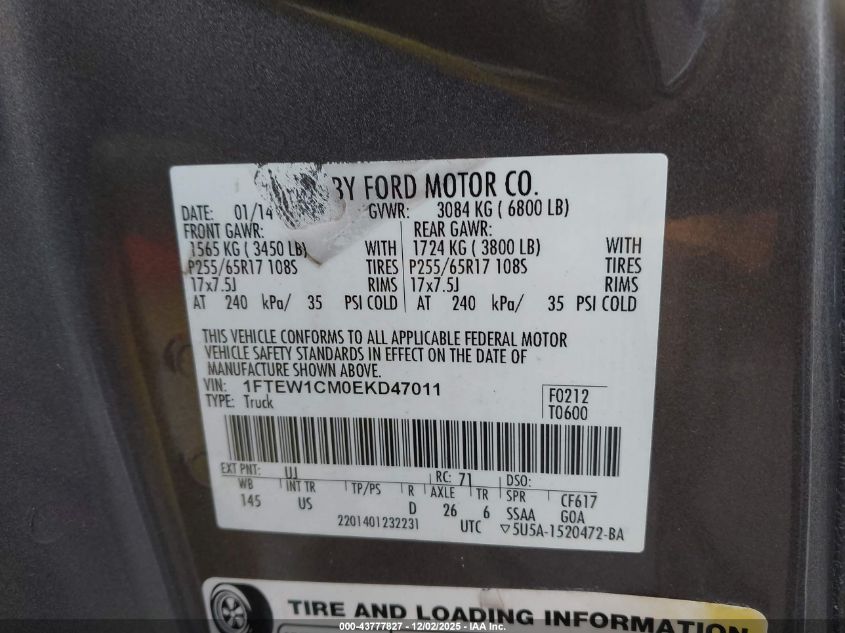 BY FORD MOTOR CO.
DATE: 01/14 GVWR: 3084 KG ( 6800 LB)
FRONT GAWR: REAR GAWR:
1565 KG ( 3450 LB) WITH 1724 KG ( 3800 LB) WITH
P255/65R17 108S TIRES P255/65R17 108S TIRES
17x7.5J RIMS 17x7.5J RIMS
AT 240 kPa/ 35 PSI COLD AT 240 kPa/ 35 PSI COLD
THIS VEHICLE CONFORMS TO ALL APPLICABLE FEDERAL MOTOR
VEHICLE SAFETY STANDARDS IN EFFECT ON THE DATE OF
MANUFACTURE SHOWN ABOVE.
VIN: 1FTEW1CM0EKD47011
TYPE: Truck
F0212
T0600
EXT PNT: UJ RC: 71 DSO:
WB INT TR TP/PS R AXLE TR SPR CF617
145 US D 26 6 SSAA GOA
2201401232231 UTC ▽5U5A-1520472-BA
TIRE AND LOADING INFORMATION
000-43777827 - 12/02/2025 - IAA Inc.